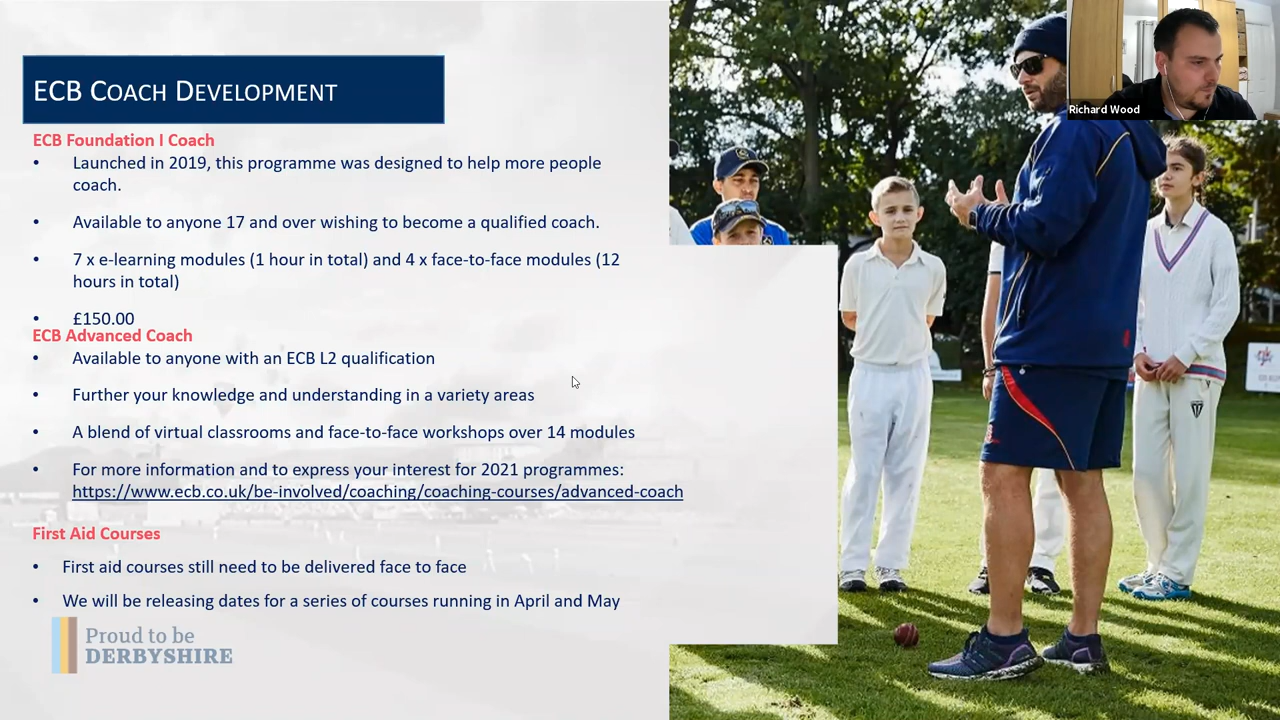 ECB COACH DEVELOPMENT
ECB Foundation I Coach
• Launched in 2019, this programme was designed to help more people
coach.
• Available to anyone 17 and over wishing to become a qualified coach.
• 7 x e-learning modules (1 hour in total) and 4 x face-to-face modules (12
hours in total)
• £150.00
ECB Advanced Coach
• Available to anyone with an ECB L2 qualification
• Further your knowledge and understanding in a variety areas
• A blend of virtual classrooms and face-to-face workshops over 14 modules
• For more information and to express your interest for 2021 programmes:
https://www.ecb.co.uk/be-involved/coaching/coaching-courses/advanced-coach
First Aid Courses
• First aid courses still need to be delivered face to face
• We will be releasing dates for a series of courses running in April and May
Proud to be
DERBYSHIRE
Richard Wood